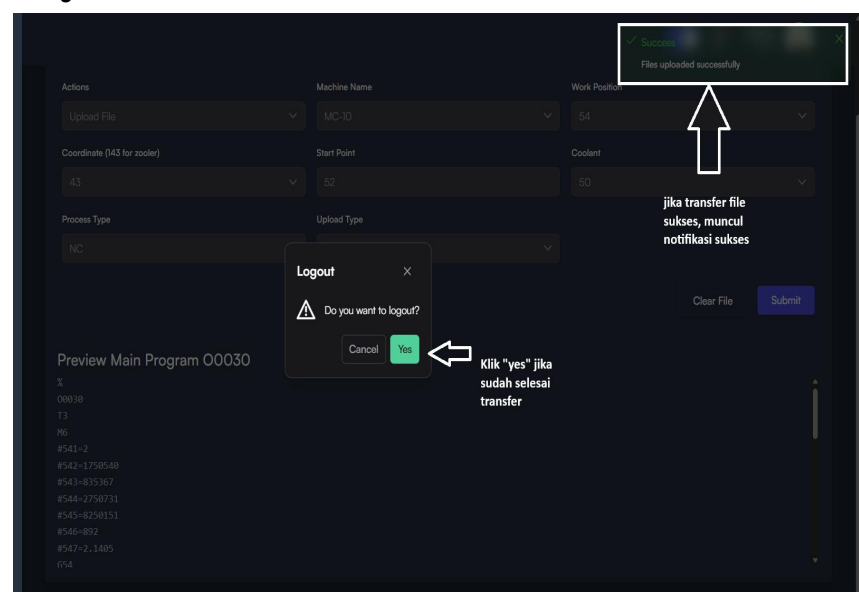 Success
Files uploaded successfully
Actions
Machine Name
Work Position
Upload File
MC-10
54
Coordinate (143 for zooler)
Start Point
Coolant
43
52
50
Process Type
Upload Type
NC
jika transfer file
sukses, muncul
notifikasi sukses
Logout
Do you want to logout?
Cancel
Yes
Clear File
Submit
Klik "yes" jika
sudah selesai
transfer
Preview Main Program O0030
%
O0030
T3
M6
#541=2
#542=1750540
#543=835367
#544=2750731
#545=8250151
#546=892
#547=2.1405
G54